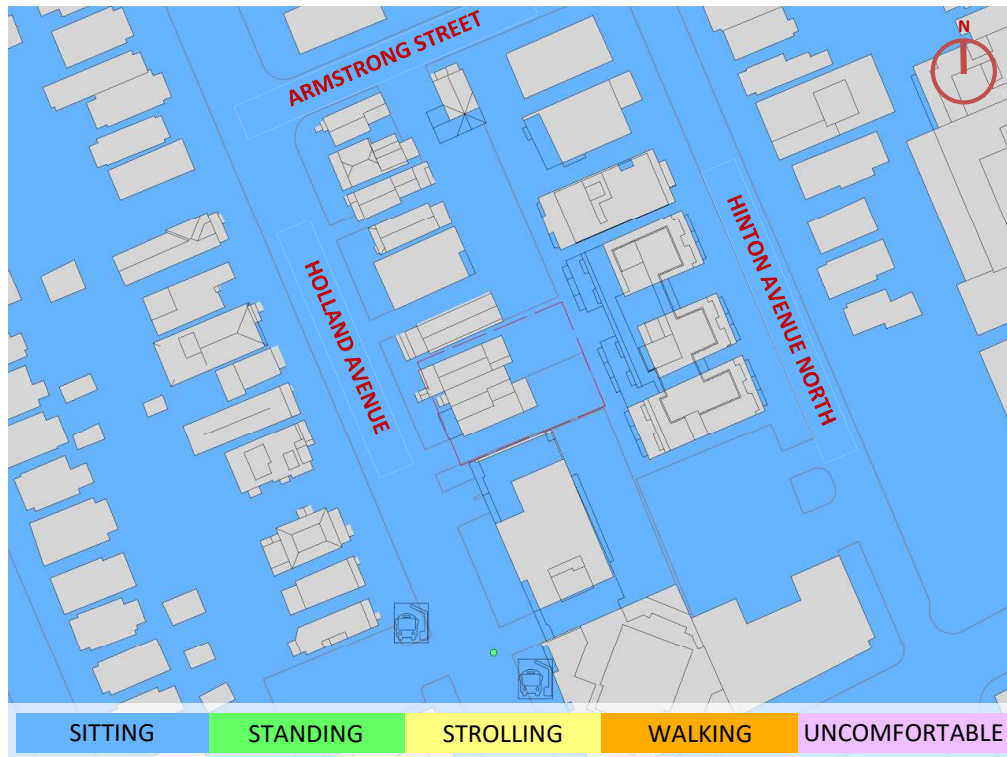 N
ARMSTRONG STREET
HOLLAND AVENUE
HINTON AVENUE NORTH
SITTING STANDING STROLLING WALKING UNCOMFORTABLE